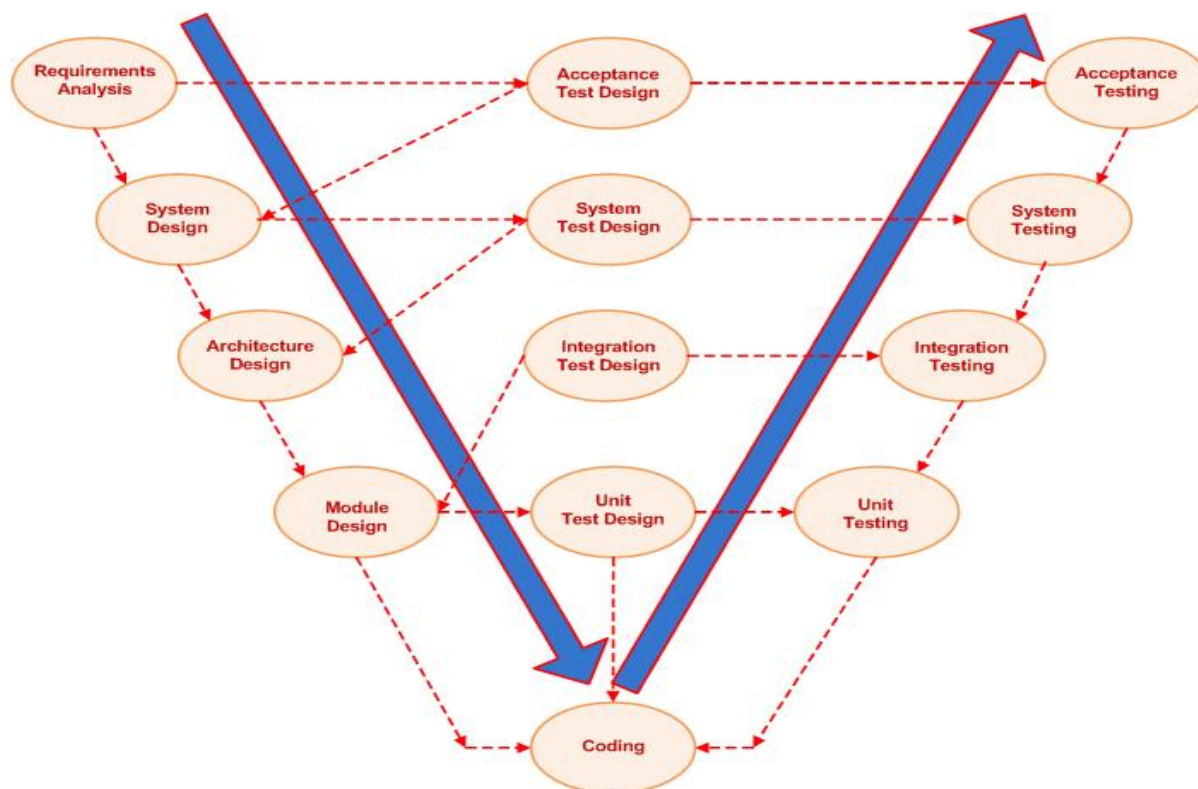 Requirements
Analysis
Acceptance
Test Design
Acceptance
Testing
System
Design
System
Test Design
System
Testing
Architecture
Design
Integration
Test Design
Integration
Testing
Module
Design
Unit
Test Design
Unit
Testing
Coding